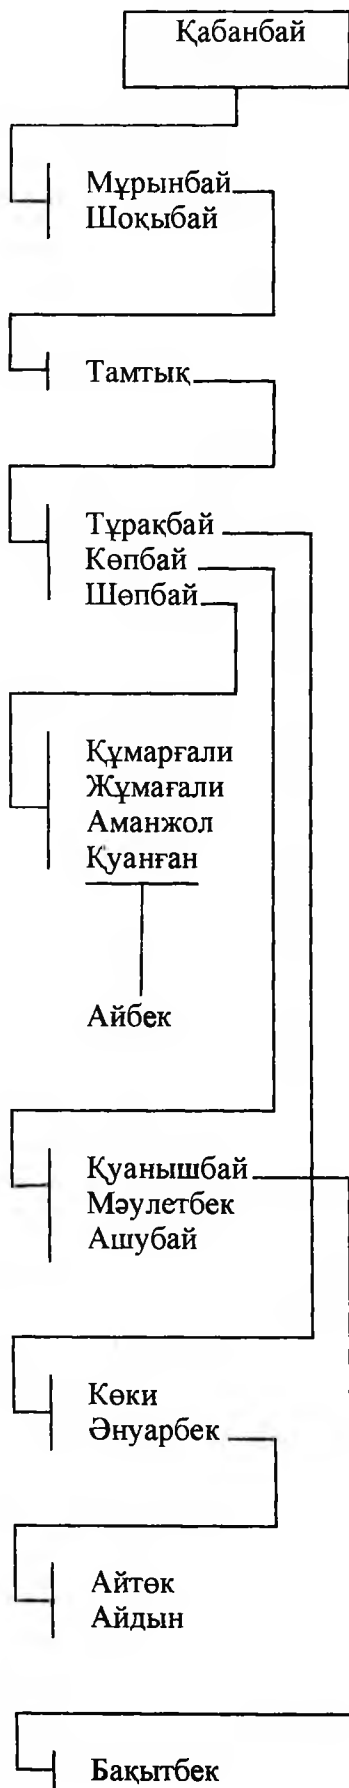 Қабанбай
Мұрынбай
Шоқыбай
Тамтық
Тұрақбай
Көпбай
Шөпбай
Құмарғали
Жұмағали
Аманжол
Қуанған
Айбек
Қуанышбай
Мәулетбек
Ашубай
Көки
Әнуарбек
Айтөк
Айдын
Бақытбек